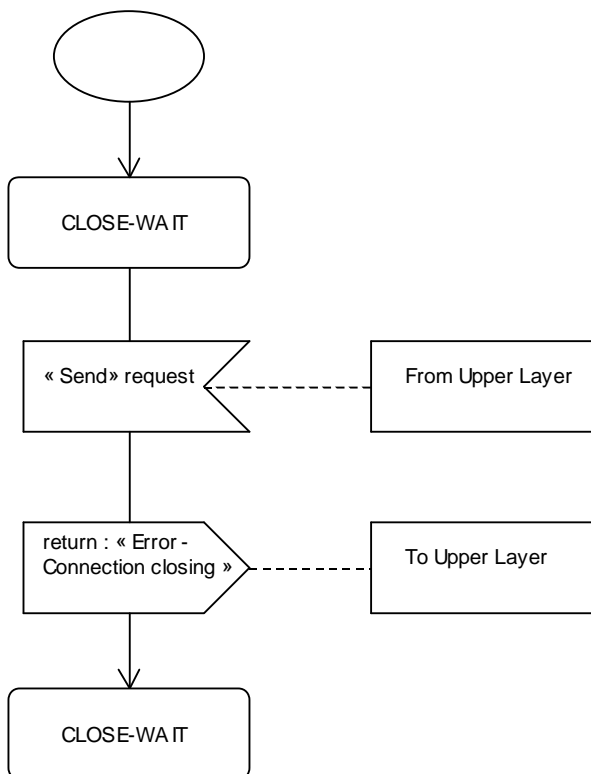 CLOSE-WAIT
« Send» request
From Upper Layer
return : « Error -
Connection closing »
To Upper Layer
CLOSE-WAIT